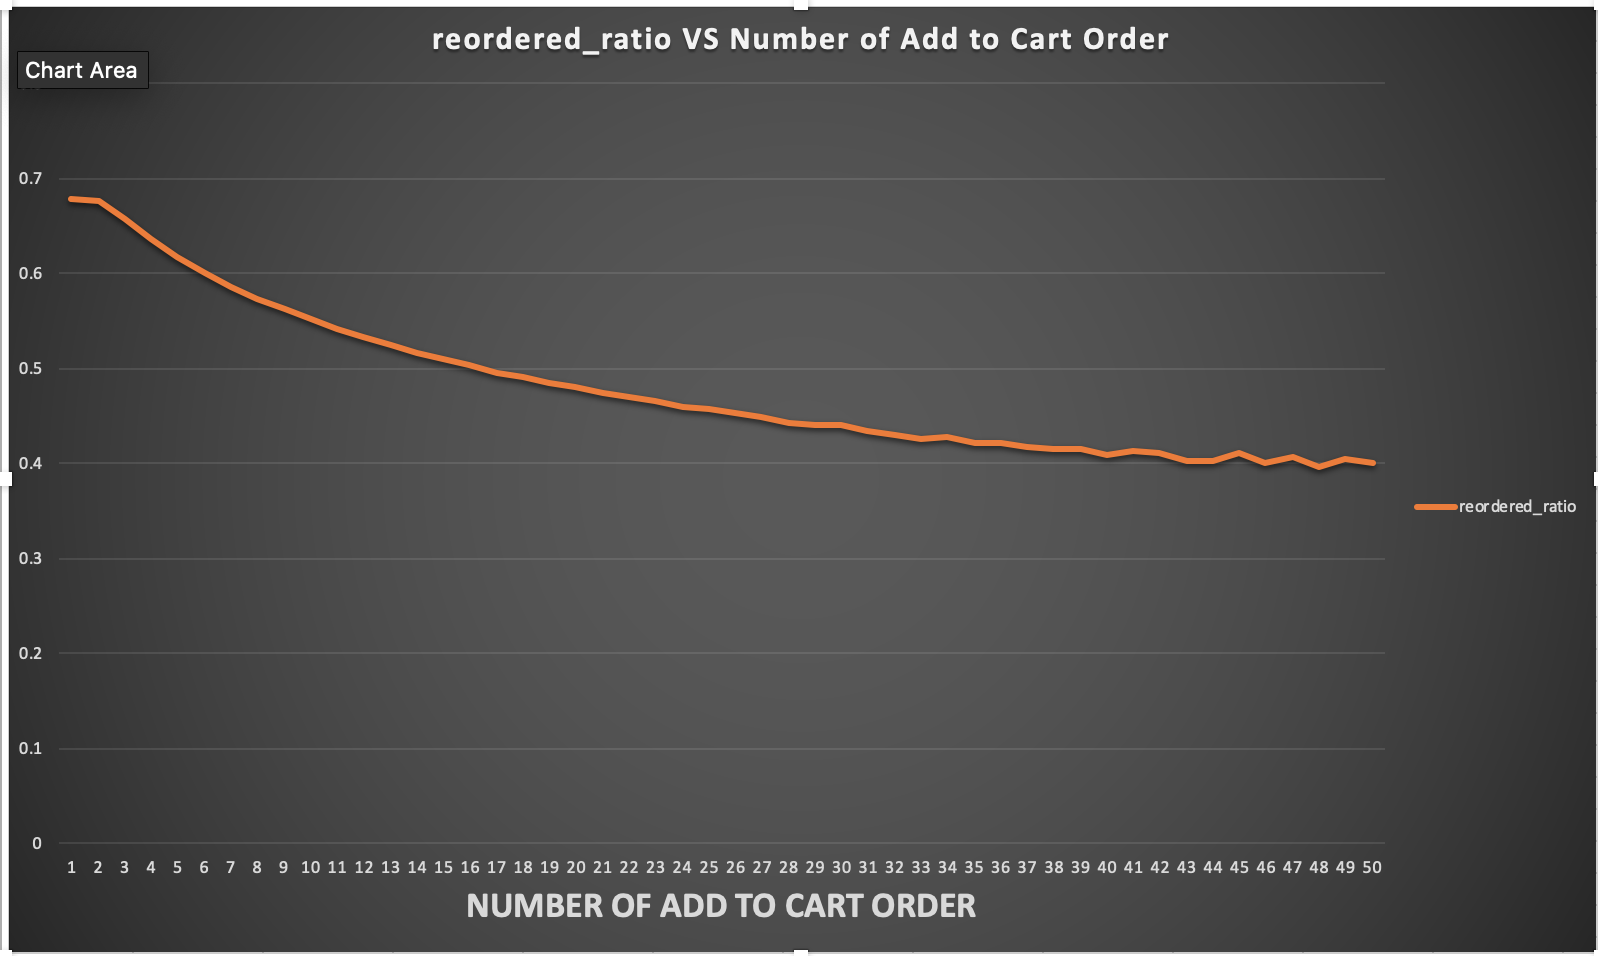 reordered_ratio VS Number of Add to Cart Order
Chart Area
0.7
0.6
0.5
0.4
0.3
0.2
0.1
0
reordered_ratio
1 2 3 4 5 6 7 8 9 10 11 12 13 14 15 16 17 18 19 20 21 22 23 24 25 26 27 28 29 30 31 32 33 34 35 36 37 38 39 40 41 42 43 44 45 46 47 48 49 50
NUMBER OF ADD TO CART ORDER